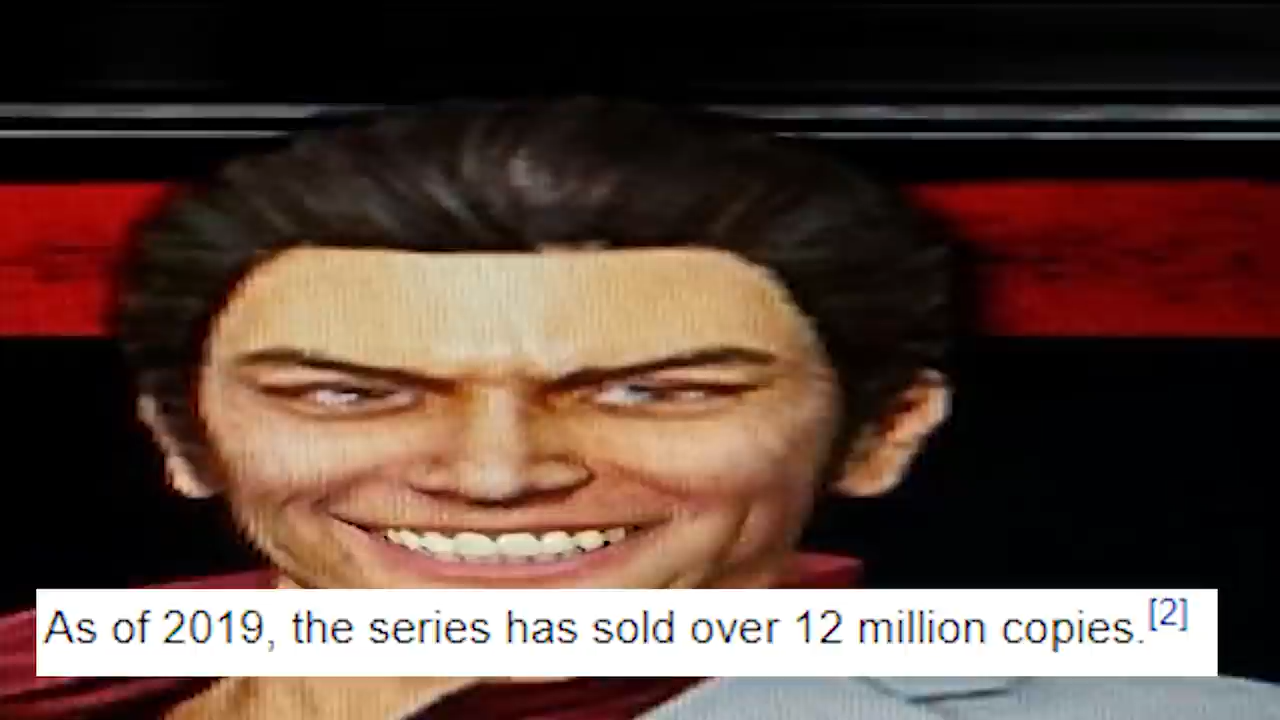 As of 2019, the series has sold over 12 million copies.[2]